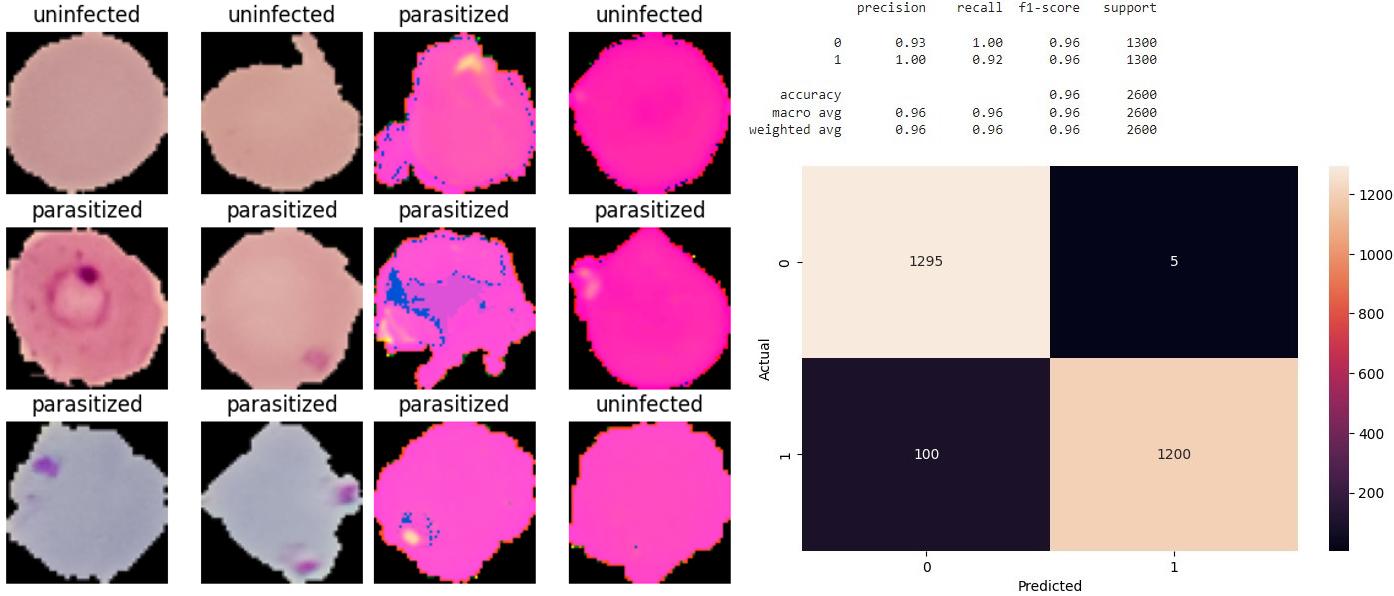 uninfected uninfected parasitized uninfected
parasitized parasitized parasitized parasitized
parasitized parasitized parasitized uninfected
precision recall f1-score support
0 0.93 1.00 0.96 1300
1 1.00 0.92 0.96 1300
accuracy 0.96 2600
macro avg 0.96 0.96 0.96 2600
weighted avg 0.96 0.96 0.96 2600
Actual
0
1
1295 5
100 1200
0 1
Predicted
1200
1000
800
600
400
200